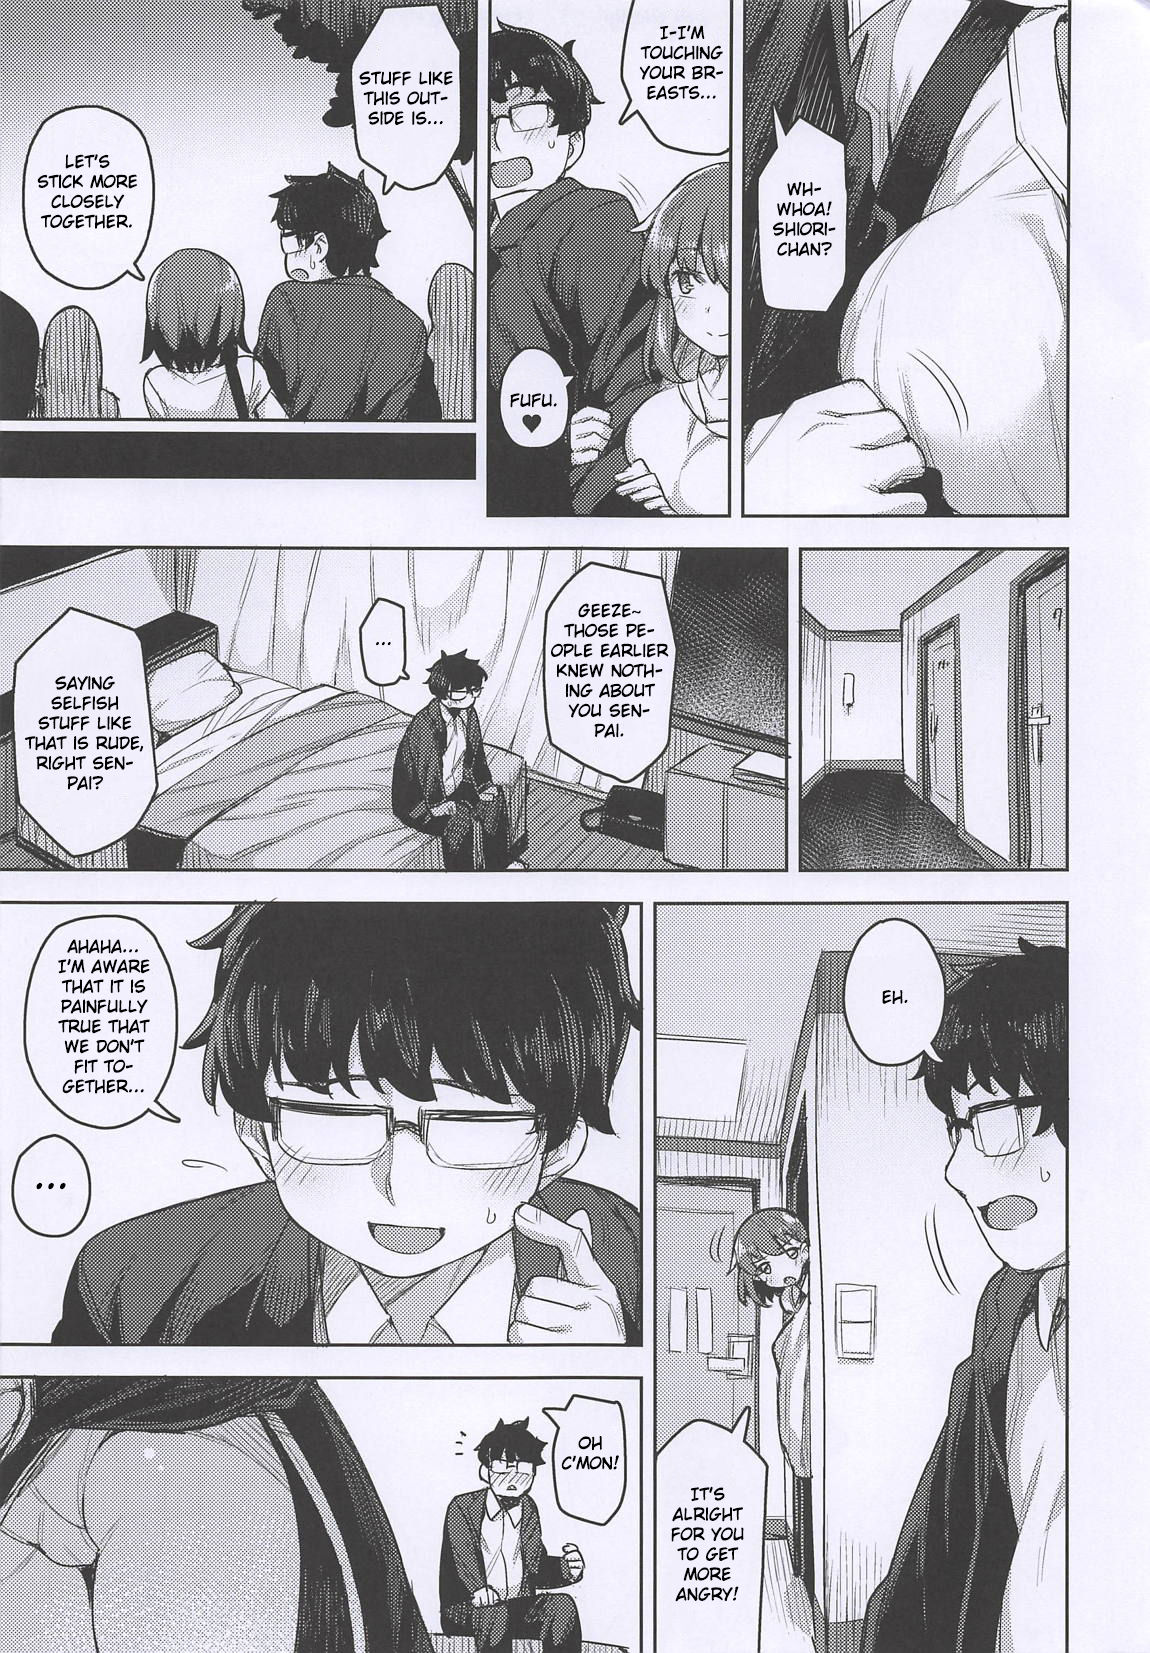 WH-
WHOA!
SHIORI-
CHAN?
I-I'M
TOUCHING
YOUR BR-
EASTS...
FUFU.
♥
STUFF LIKE
THIS OUT-
SIDE IS...
LET'S
STICK MORE
CLOSELY
TOGETHER.
GEEZE~
THOSE PE-
OPLE EARLIER
KNEW NOTH-
ING ABOUT
YOU SEN-
PAI.
...
SAYING
SELFISH
STUFF LIKE
THAT IS RUDE,
RIGHT SEN-
PAI?
EH.
IT'S
ALRIGHT
FOR YOU
TO GET
MORE
ANGRY!
AHAHA...
I'M AWARE
THAT IT IS
PAINFULLY
TRUE THAT
WE DON'T
FIT TO-
GETHER...
...
OH
C'MON!